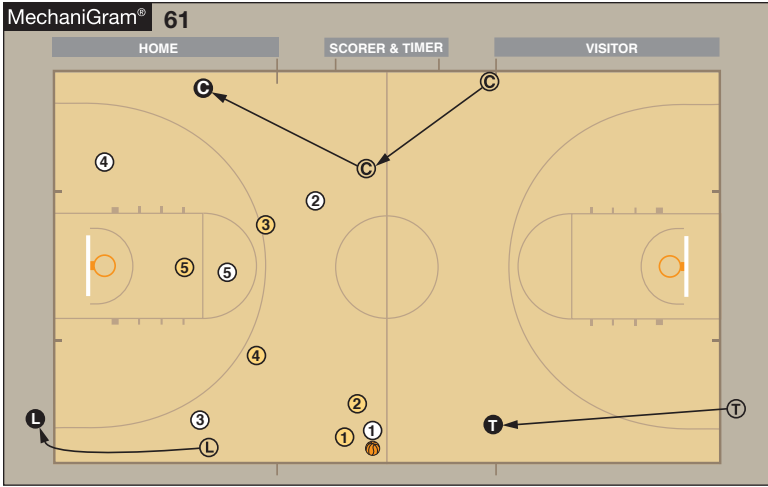 MechaniGram® 61
HOME SCORER & TIMER VISITOR
C C
4
C
2
3
5 5
4
2
L 3 T T
1 1
L